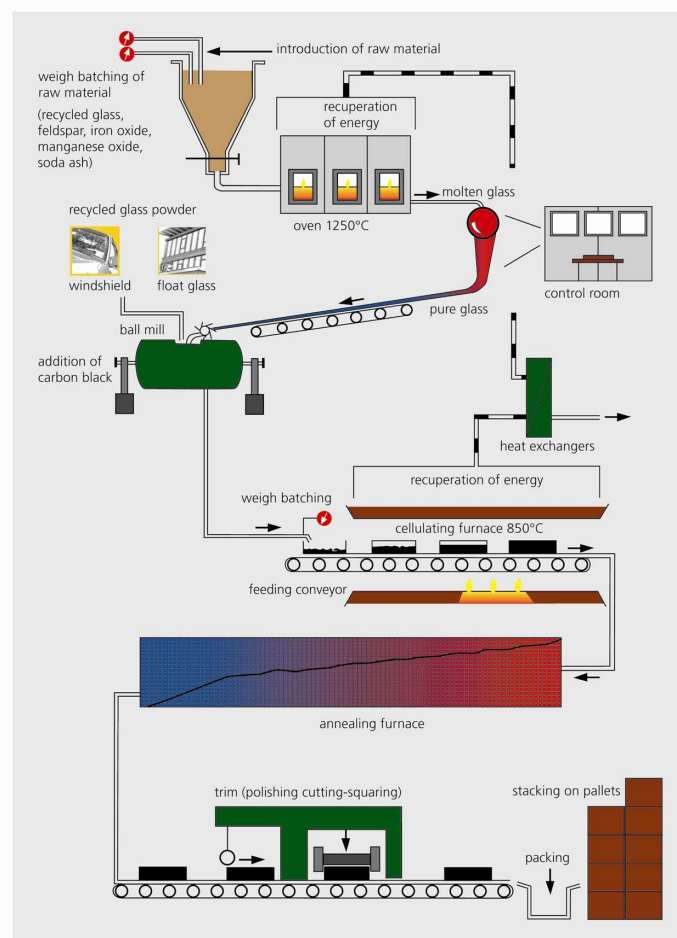 introduction of raw material
weigh batching of
raw material
(recycled glass,
feldspar, iron oxide,
manganese oxide,
soda ash)
recuperation
of energy
molten glass
oven 1250°C
recycled glass powder
windshield
float glass
control room
pure glass
ball mill
addition of
carbon black
heat exchangers
recuperation of energy
weigh batching
cellulating furnace 850°C
feeding conveyor
annealing furnace
trim (polishing cutting-squaring)
stacking on pallets
packing